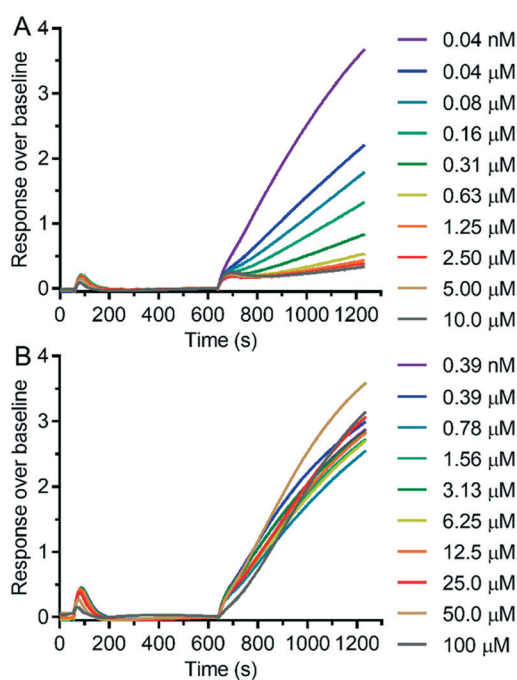 A
Response over baseline
4
3
2
1
0
0 200 400 600 800 1000 1200
Time (s)
0.04 nM
0.04 µM
0.08 µM
0.16 µM
0.31 µM
0.63 µM
1.25 µM
2.50 µM
5.00 µM
10.0 µM
B
Response over baseline
4
3
2
1
0
0 200 400 600 800 1000 1200
Time (s)
0.39 nM
0.39 µM
0.78 µM
1.56 µM
3.13 µM
6.25 µM
12.5 µM
25.0 µM
50.0 µM
100 µM